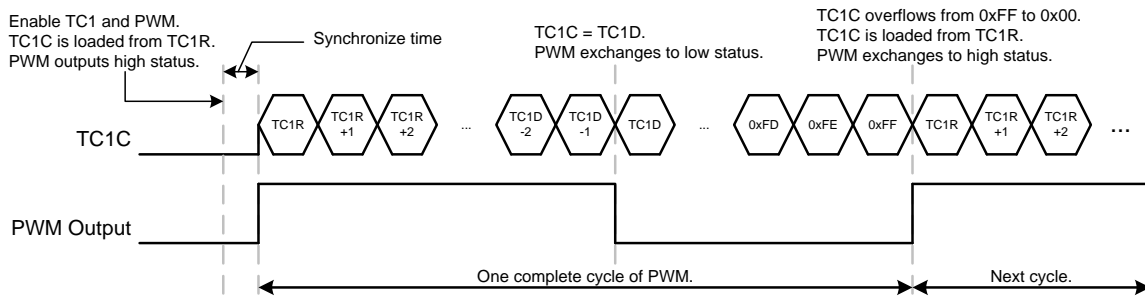 Enable TC1 and PWM.
TC1C is loaded from TC1R.
PWM outputs high status.
Synchronize time
TC1C = TC1D.
PWM exchanges to low status.
TC1C overflows from 0xFF to 0x00.
TC1C is loaded from TC1R.
PWM exchanges to high status.
TC1C
TC1R
TC1R
+1
TC1R
+2
...
TC1D
-2
TC1D
-1
TC1D
...
0xFD
0xFE
0xFF
TC1R
TC1R
+1
TC1R
+2
...
PWM Output
One complete cycle of PWM.
Next cycle.